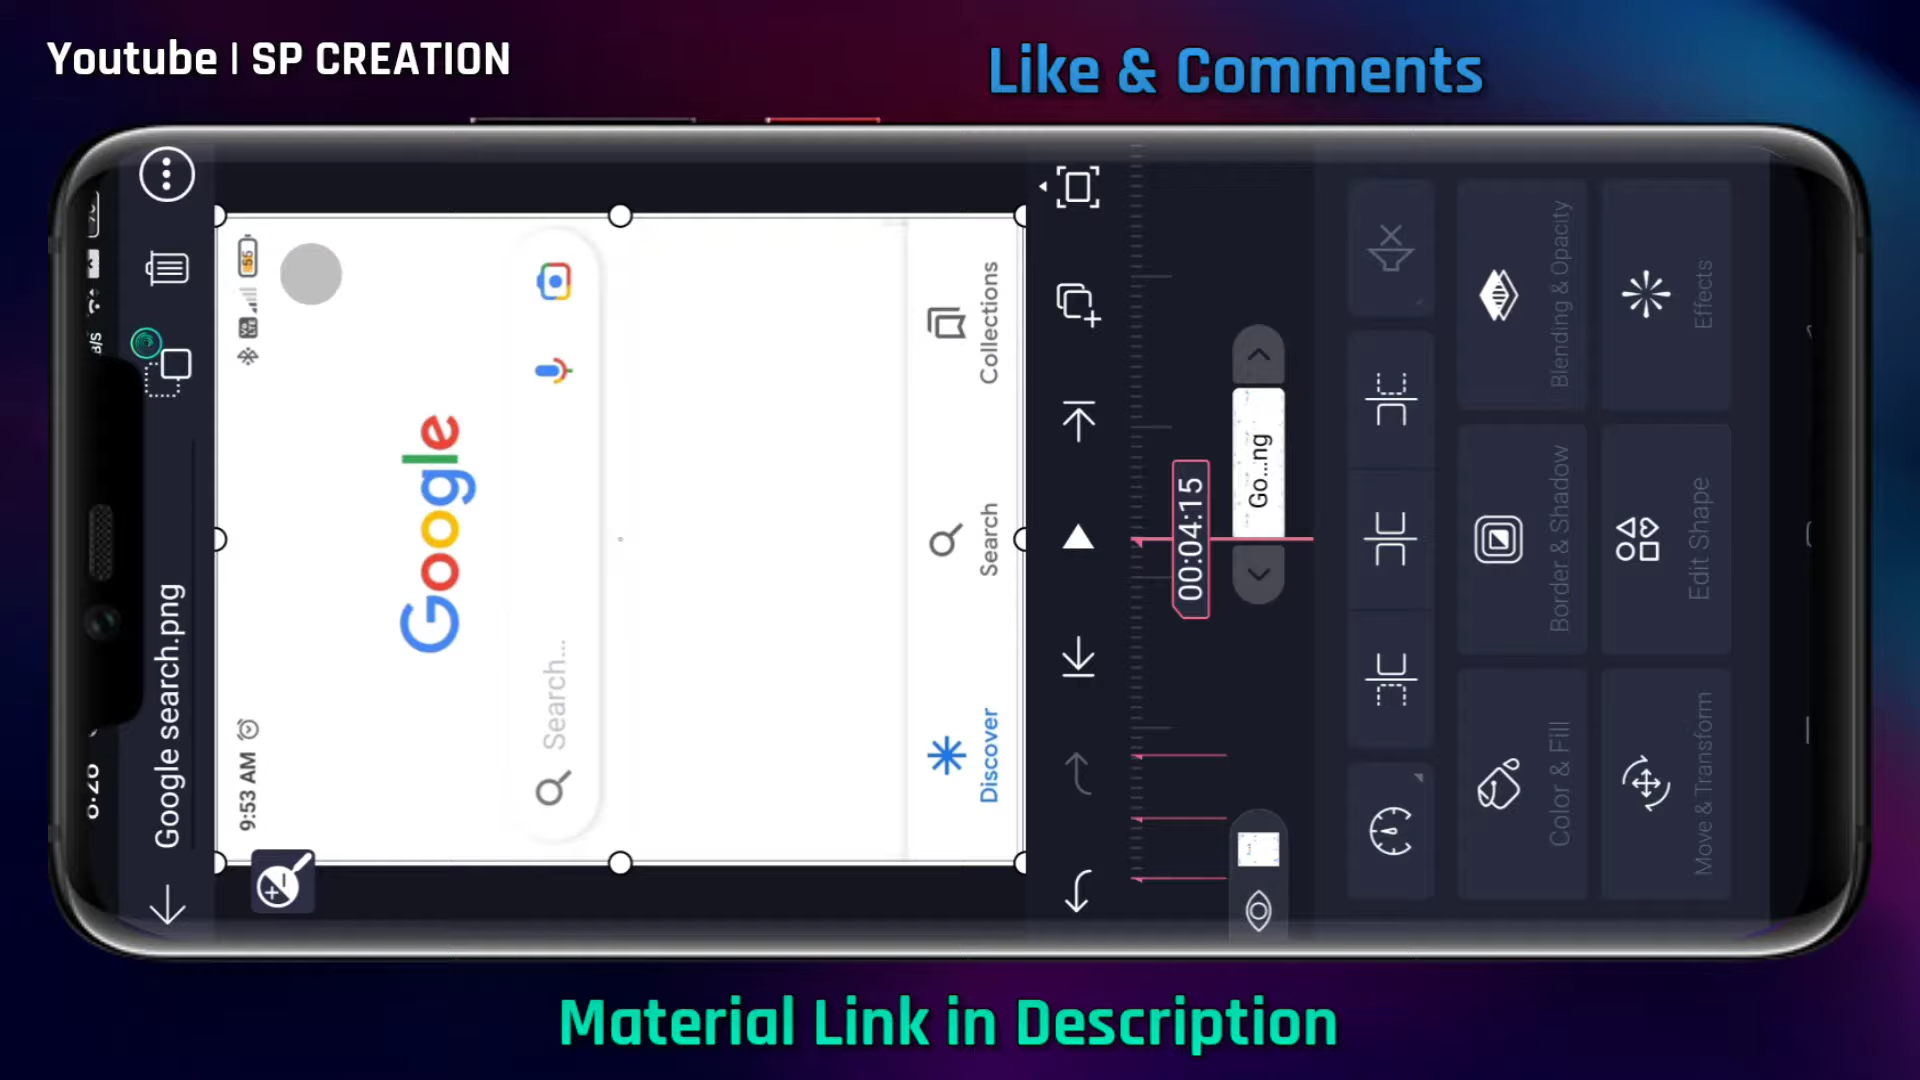 Youtube | SP CREATION
Like & Comments
Google search.png
9:53 AM
55
Google
Search...
Discover
Search
Collections
00:04:15
Go...ng
Color & Fill
Border & Shadow
Blending & Opacity
Move & Transform
Edit Shape
Effects
Material Link in Description